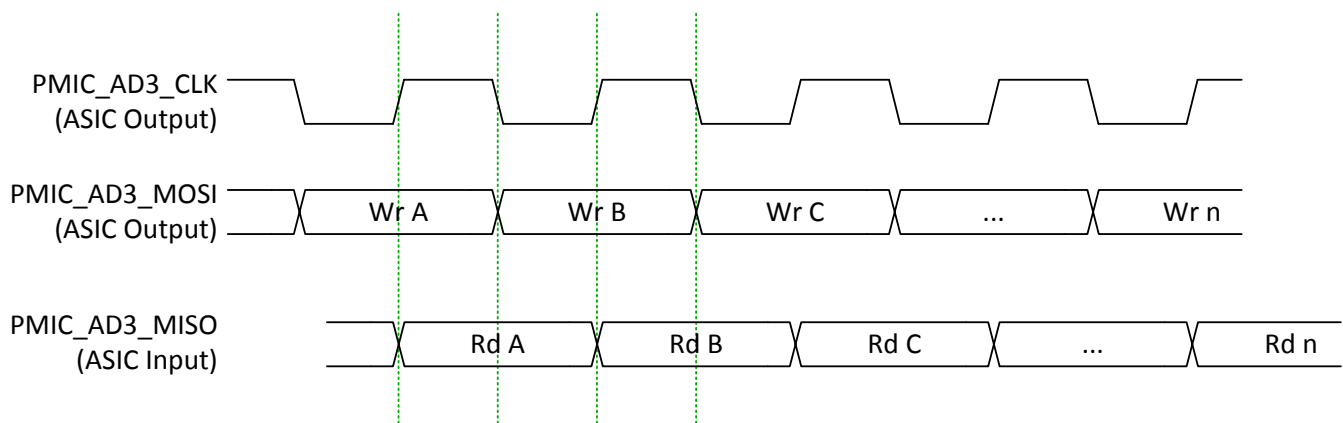 PMIC_AD3_CLK
(ASIC Output)
PMIC_AD3_MOSI
(ASIC Output)
Wr A Wr B Wr C ... Wr n
PMIC_AD3_MISO
(ASIC Input)
Rd A Rd B Rd C ... Rd n